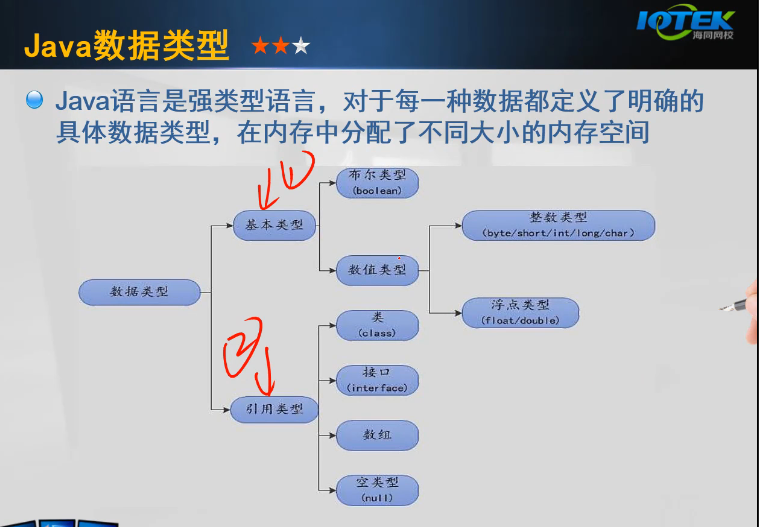 Java数据类型
IOTEK
海同网校
Java语言是强类型语言，对于每一种数据都定义了明确的
具体数据类型，在内存中分配了不同大小的内存空间
数据类型
基本类型
布尔类型
(boolean)
数值类型
整数类型
(byte/short/int/long/char)
浮点类型
(float/double)
引用类型
类
(class)
接口
(interface)
数组
空类型
(null)